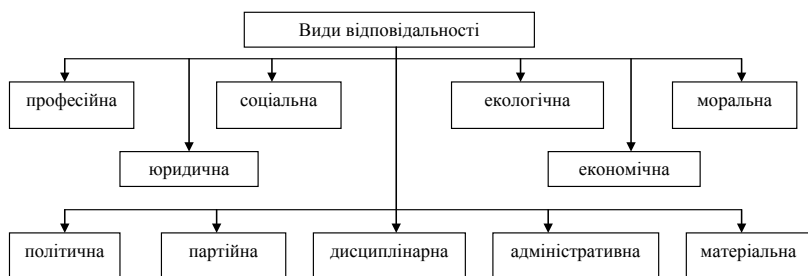 Види відповідальності
професійна
соціальна
екологічна
моральна
юридична
економічна
політична
партійна
дисциплінарна
адміністративна
матеріальна